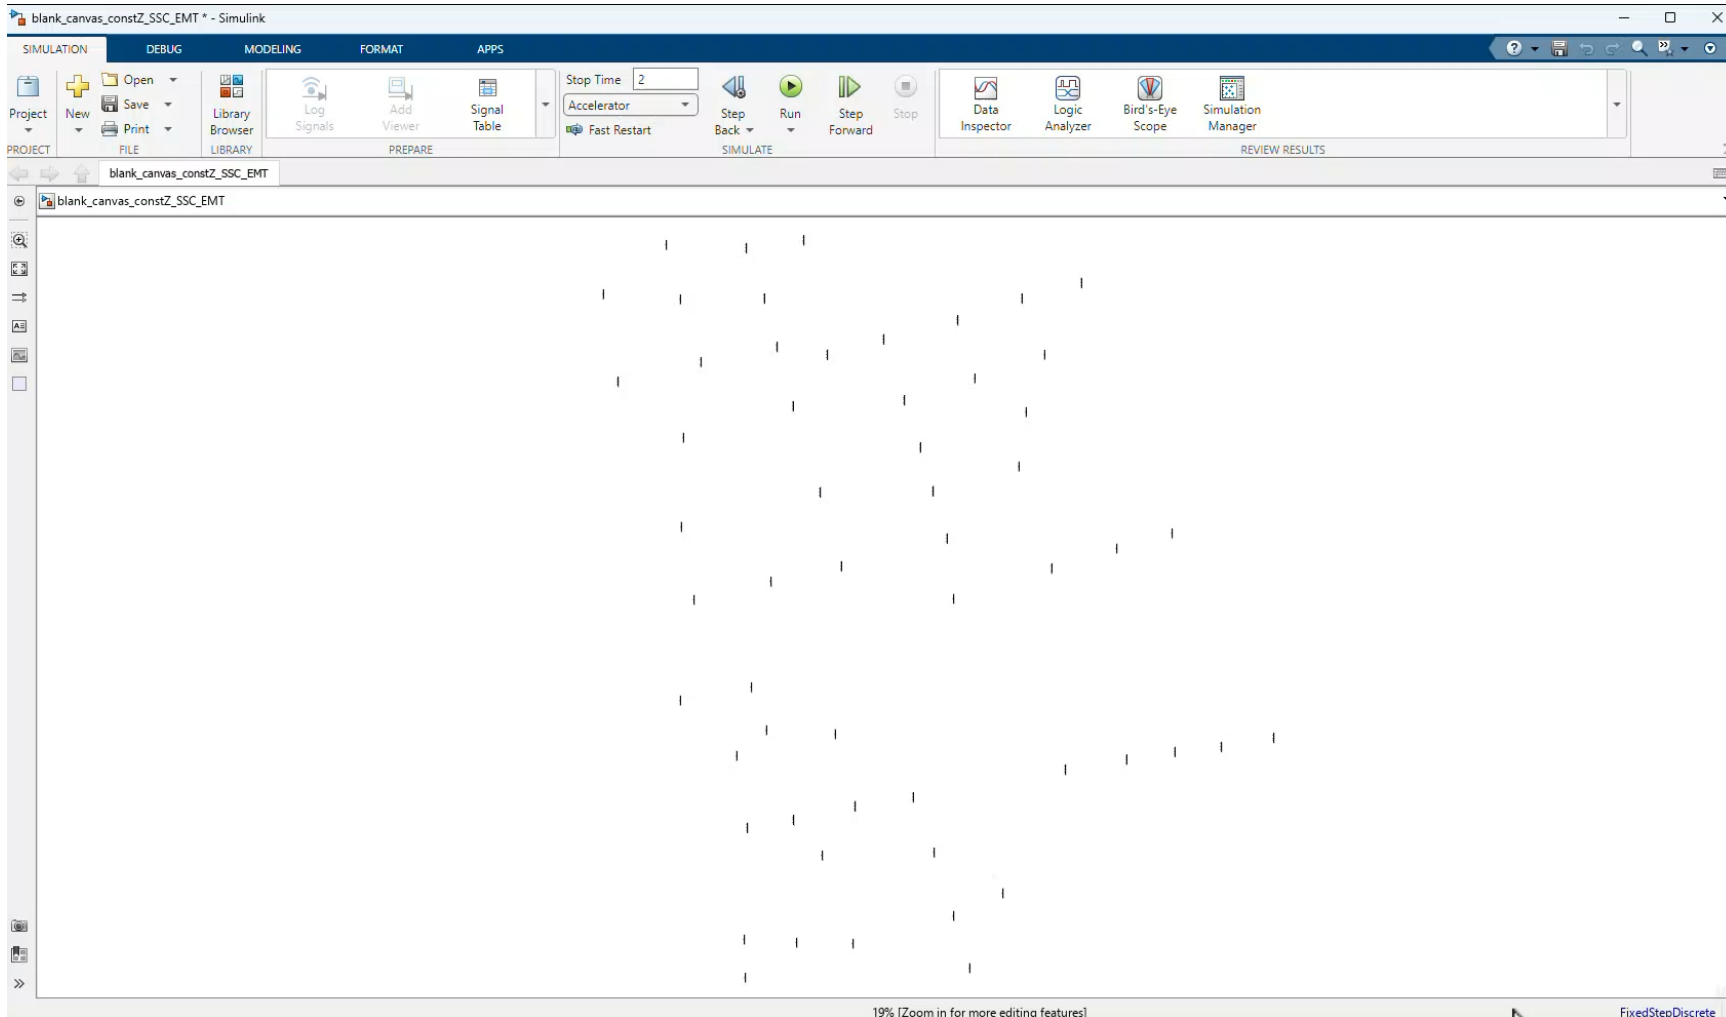 blank_canvas_constZ_SSC_EMT * - Simulink
SIMULATION DEBUG MODELING FORMAT APPS
Project
New
Open
Save
Print
Library Browser
Log Signals
Add Viewer
Signal Table
Stop Time 2
Accelerator
Fast Restart
Step Back
Run
Step Forward
Stop
Data Inspector
Logic Analyzer
Bird's-Eye Scope
Simulation Manager
PROJECT FILE LIBRARY PREPARE SIMULATE REVIEW RESULTS
blank_canvas_constZ_SSC_EMT
blank_canvas_constZ_SSC_EMT
19% [Zoom in for more editing features] FixedStepDiscrete